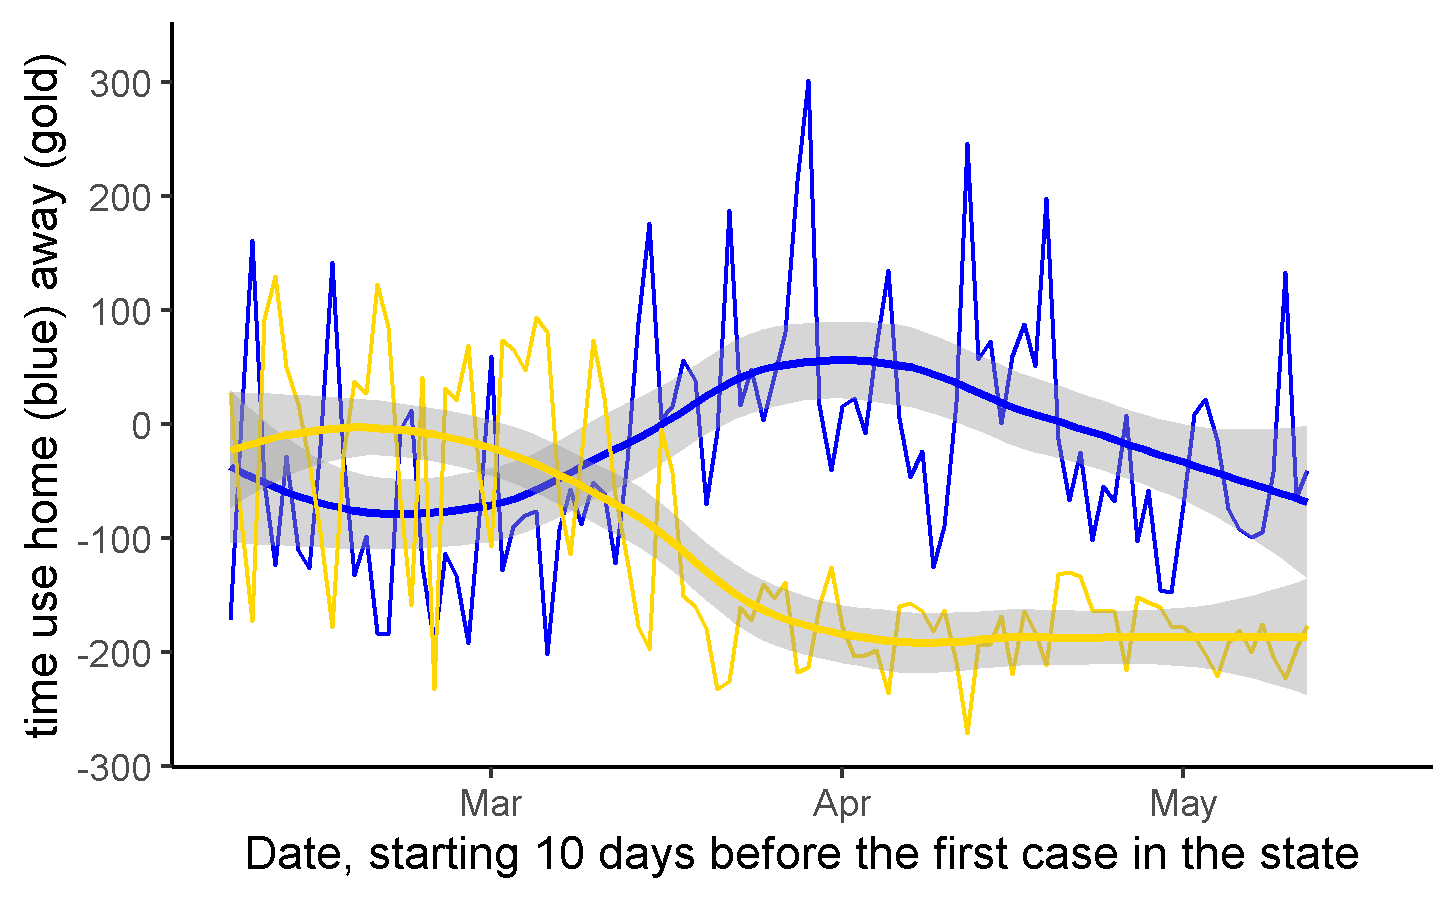 time use home (blue) away (gold)
300
200
100
0
-100
-200
-300
Mar
Apr
May
Date, starting 10 days before the first case in the state